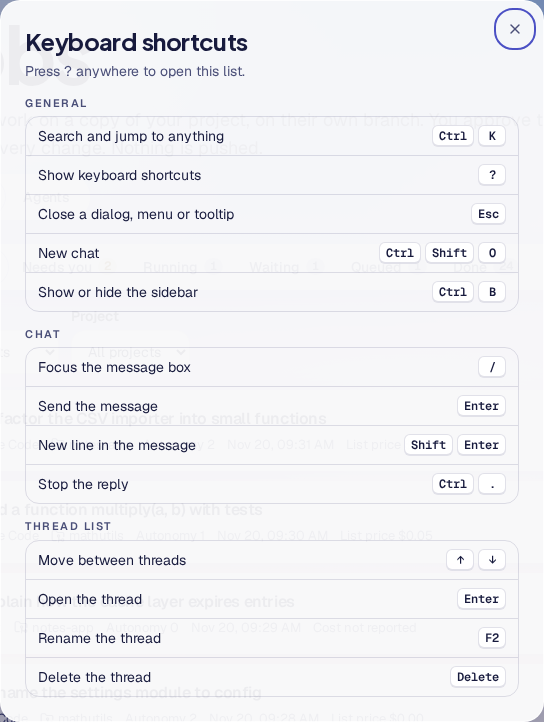 Keyboard shortcuts
Press ? anywhere to open this list.
GENERAL
Search and jump to anything Ctrl K
Show keyboard shortcuts ?
Close a dialog, menu or tooltip Esc
New chat Ctrl Shift O
Show or hide the sidebar Ctrl B
CHAT
Focus the message box /
Send the message Enter
New line in the message Shift Enter
Stop the reply Ctrl .
THREAD LIST
Move between threads ↑ ↓
Open the thread Enter
Rename the thread F2
Delete the thread Delete